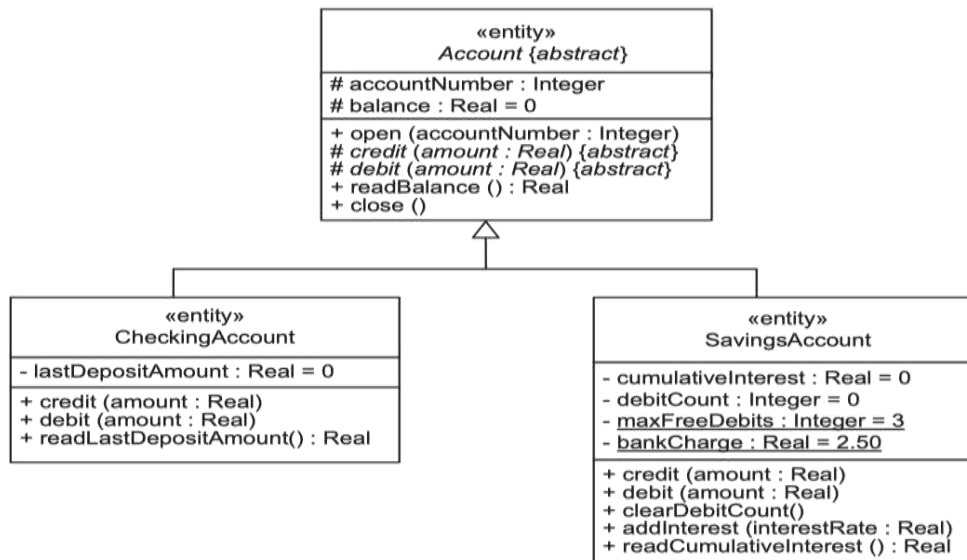 «entity»
Account {abstract}
# accountNumber : Integer
# balance : Real = 0
+ open (accountNumber : Integer)
# credit (amount : Real) {abstract}
# debit (amount : Real) {abstract}
+ readBalance () : Real
+ close ()
«entity»
CheckingAccount
- lastDepositAmount : Real = 0
+ credit (amount : Real)
+ debit (amount : Real)
+ readLastDepositAmount() : Real
«entity»
SavingsAccount
- cumulativeInterest : Real = 0
- debitCount : Integer = 0
- maxFreeDebits : Integer = 3
- bankCharge : Real = 2.50
+ credit (amount : Real)
+ debit (amount : Real)
+ clearDebitCount()
+ addInterest (interestRate : Real)
+ readCumulativeInterest () : Real